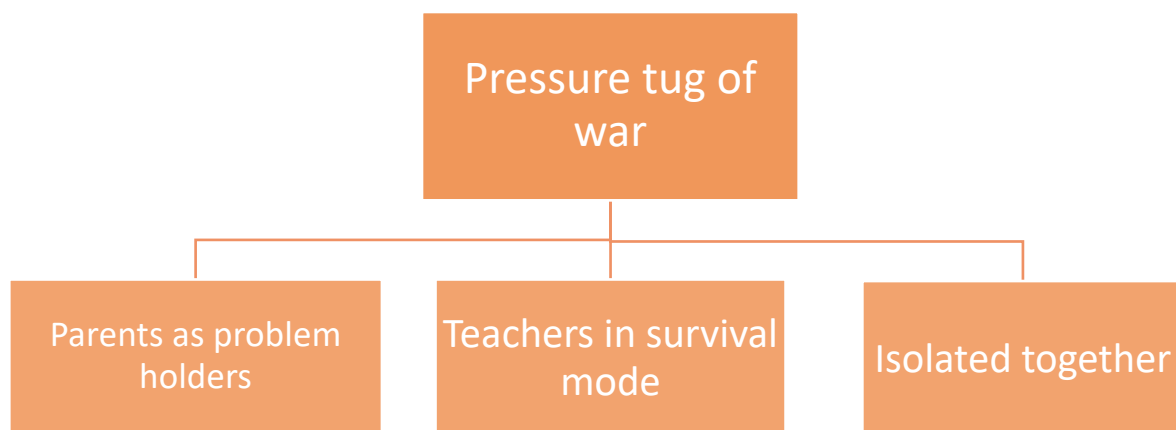 Pressure tug of
war
Parents as problem
holders
Teachers in survival
mode
Isolated together